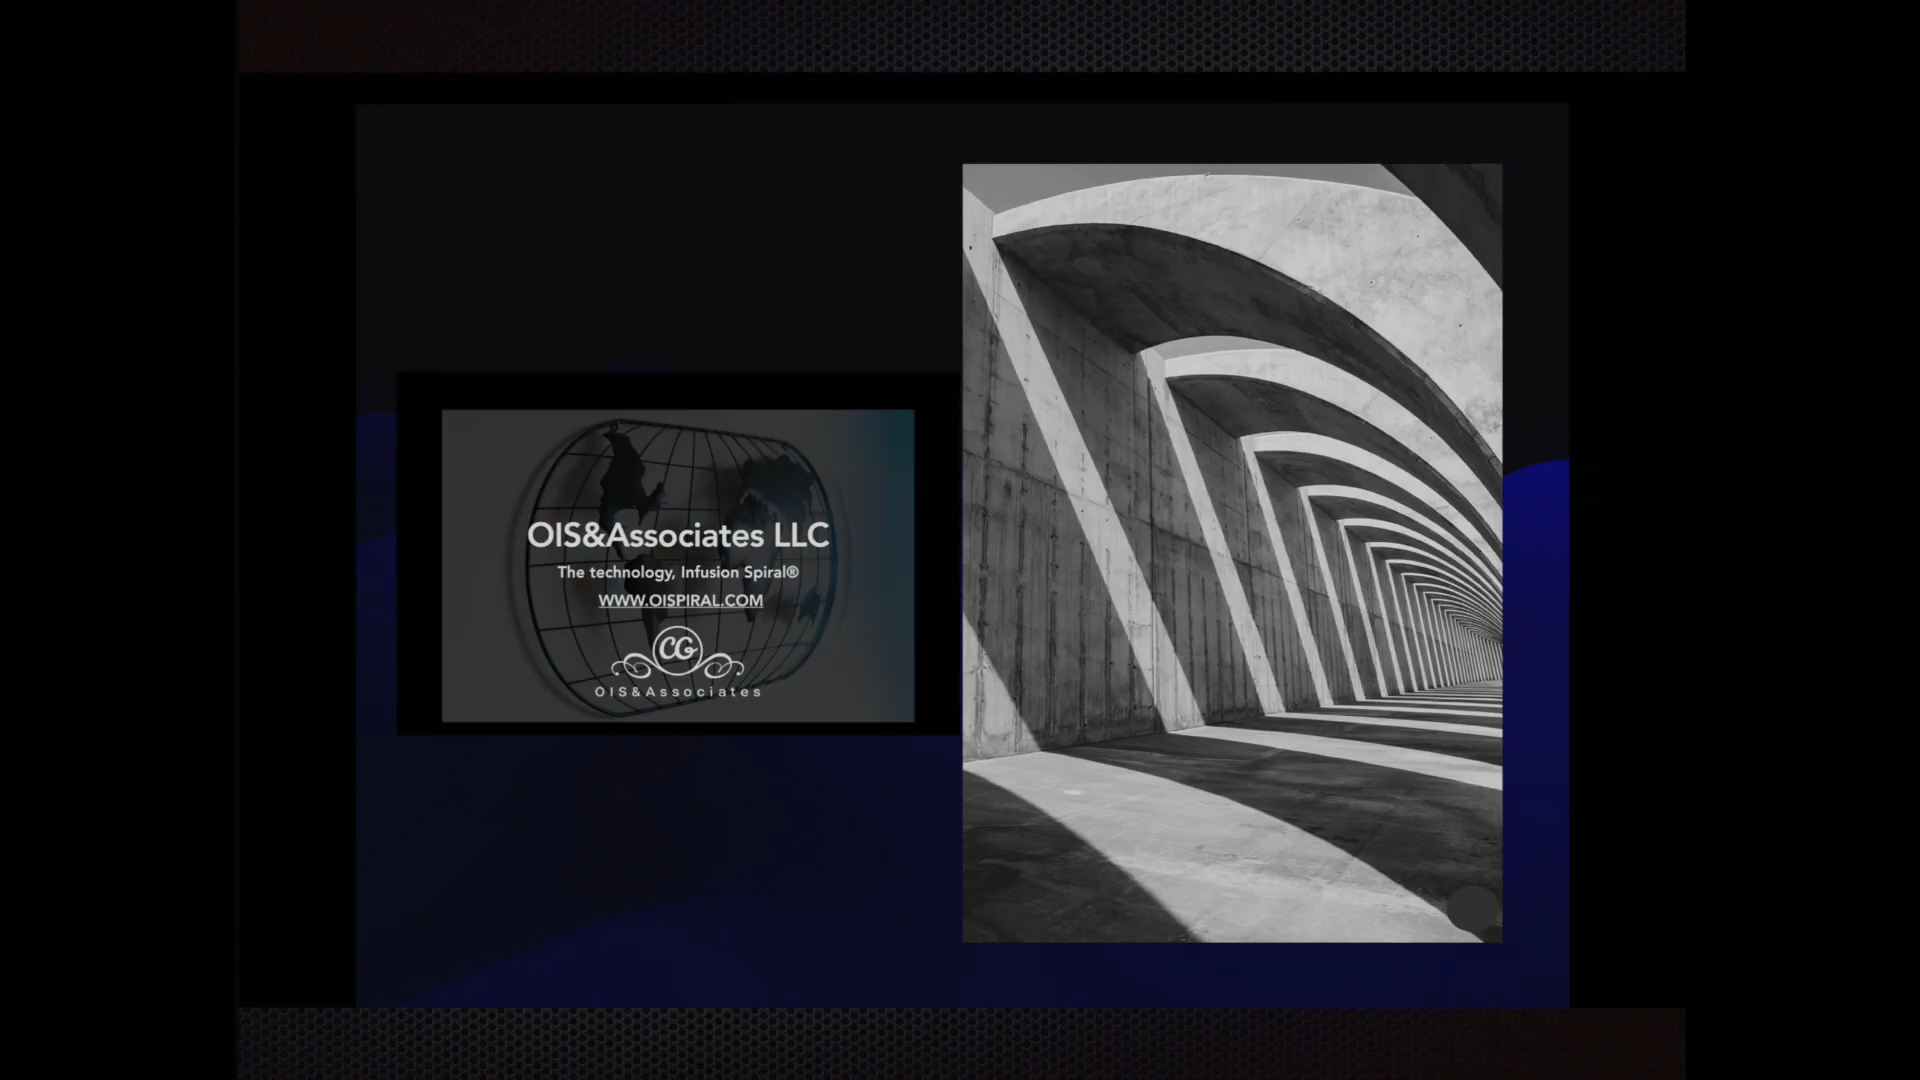 OIS&Associates LLC
The technology, Infusion Spiral®
WWW.OISPIRAL.COM
CG
OIS&Associates